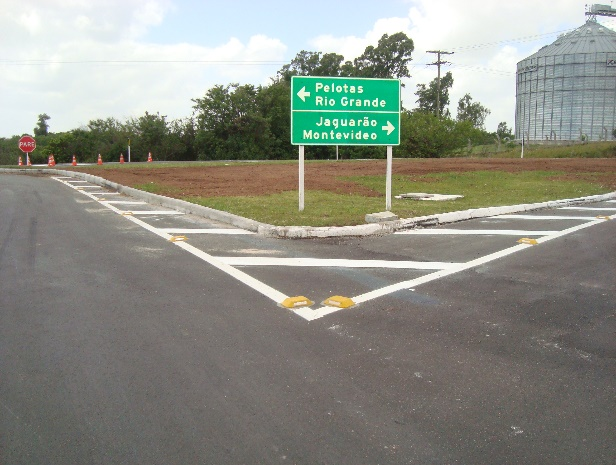 Pelotas
Rio Grande
Jaguarão
Montevideo
PARE